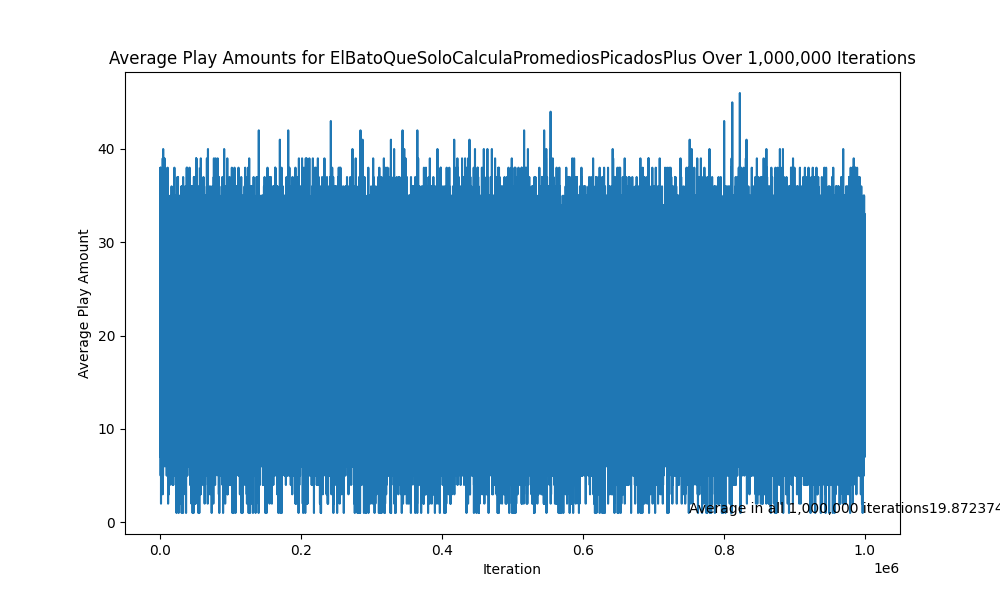 Average Play Amounts for ElBatoQueSoloCalculaPromediosPicadosPlus Over 1,000,000 Iterations
Average Play Amount
40
30
20
10
0
Average in all 1,000,000 iterations19.872374
0.0 0.2 0.4 0.6 0.8 1.0
1e6
Iteration